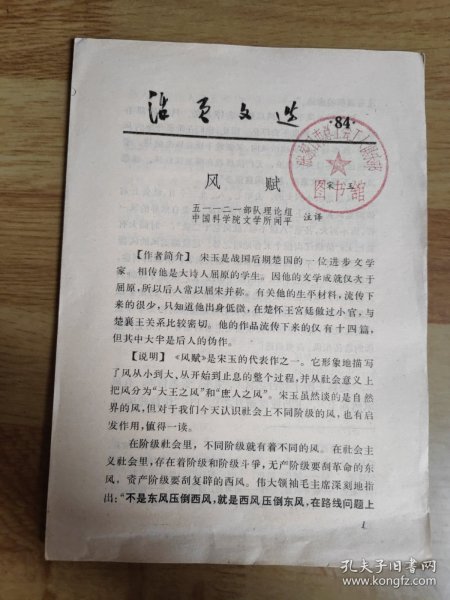 活页文选
·84·
风 赋
宋 玉
图书馆
五一一二一部队理论组
中国科学院文学所闻平 注译
【作者简介】 宋玉是战国后期楚国的一位进步文学
家，相传他是大诗人屈原的学生。因他的文学成就仅次于
屈原，所以后人常以屈宋并称。有关他的生平材料，流传下
来的很少，只知道他出身低微，在楚怀王宫廷做过小官，与
楚襄王关系比较密切。他的作品流传下来的仅有十四篇，
但其中大半是后人的伪作。
【说明】 《风赋》是宋玉的代表作之一。它形象地描写
了风从小到大、从开始到止息的整个过程，并从社会意义上
把风分为“大王之风”和“庶人之风”。宋玉虽然谈的是自然
界的风，但对于我们今天认识社会上不同阶级的风，也有启
发作用，值得一读。
在阶级社会里，不同阶级就有着不同的风。在社会主
义社会里，存在着阶级和阶级斗争，无产阶级要刮革命的东
风，资产阶级要刮复辟的西风。伟大领袖毛主席深刻地指
出：“不是东风压倒西风，就是西风压倒东风，在路线问题上
1
孔夫子旧书网
www.kongfz.com